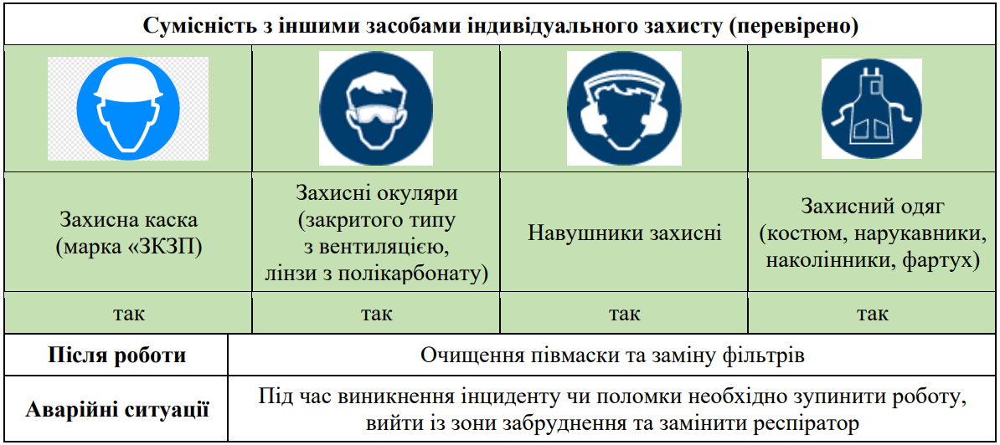 Сумісність з іншими засобами індивідуального захисту (перевірено)
Захисна каска
(марка «ЗКЗП)
Захисні окуляри
(закритого типу
з вентиляцією,
лінзи з полікарбонату)
Навушники захисні
Захисний одяг
(костюм, нарукавники,
наколінники, фартух)
так
так
так
так
Після роботи
Очищення півмаски та заміну фільтрів
Аварійні ситуації
Під час виникнення інциденту чи поломки необхідно зупинити роботу,
вийти із зони забруднення та замінити респіратор